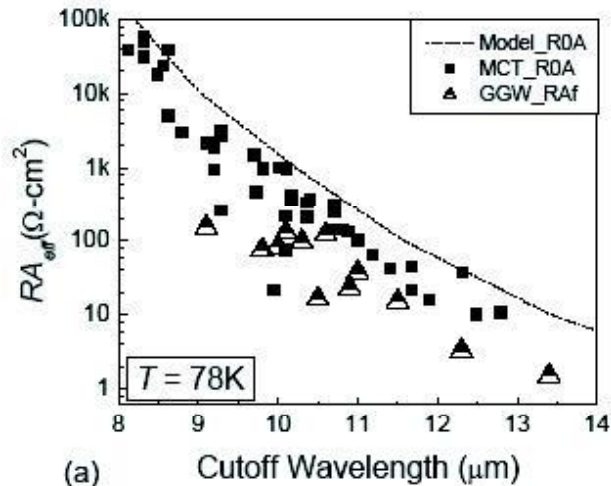 100k
10k
1k
100
10
1
RA_eff(Ω-cm²)
Model_R0A
MCT_R0A
GGW_RAf
T = 78K
8 9 10 11 12 13 14
(a) Cutoff Wavelength (μm)